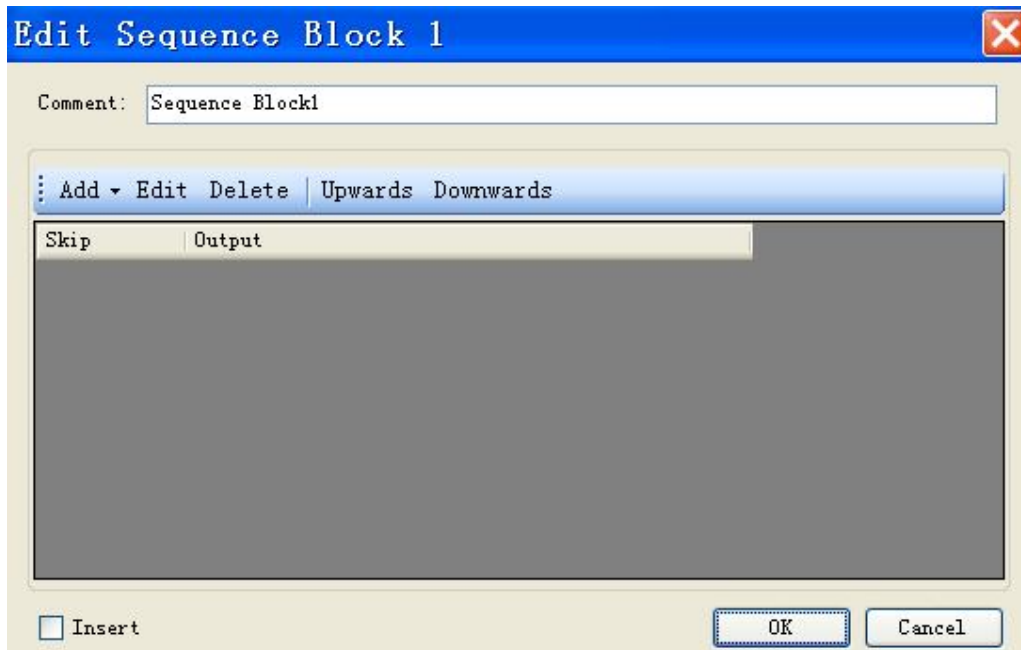 Edit Sequence Block 1
Comment: Sequence Block1
Add Edit Delete Upwards Downwards
Skip Output
Insert OK Cancel